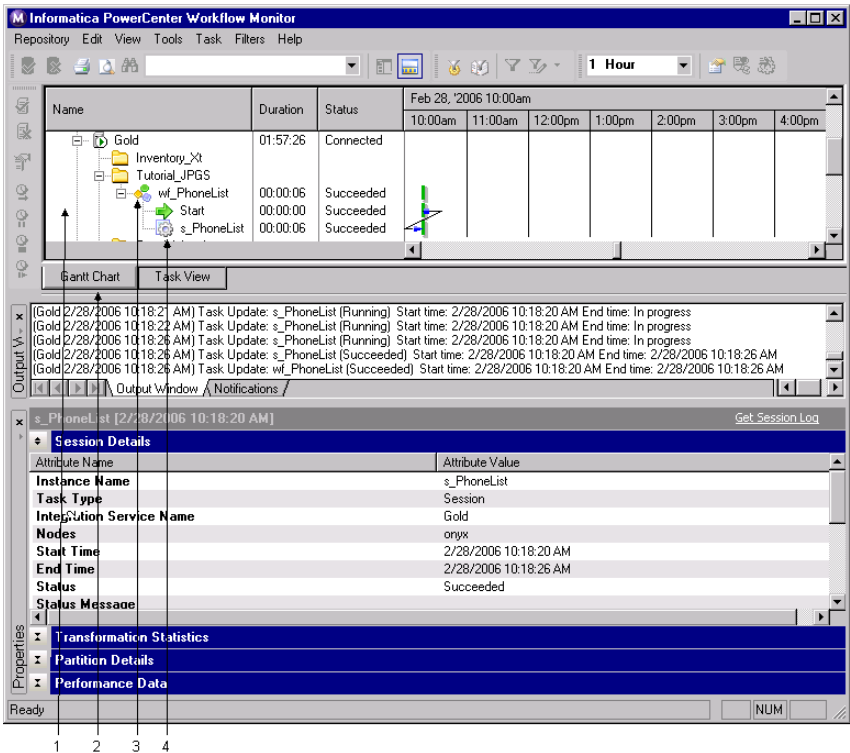 Informatica PowerCenter Workflow Monitor
Repository Edit View Tools Task Filters Help
1 Hour
Name Duration Status Feb 28, '2006 10:00am
10:00am 11:00am 12:00pm 1:00pm 2:00pm 3:00pm 4:00pm
Gold 01:57:26 Connected
Inventory_Xt
Tutorial_JPGS
wf_PhoneList 00:00:06 Succeeded
Start 00:00:00 Succeeded
s_PhoneList 00:00:06 Succeeded
Gantt Chart Task View
(Gold 2/28/2006 10:18:21 AM) Task Update: s_PhoneList (Running) Start time: 2/28/2006 10:18:20 AM End time: In progress
(Gold 2/28/2006 10:18:22 AM) Task Update: s_PhoneList (Running) Start time: 2/28/2006 10:18:20 AM End time: In progress
(Gold 2/28/2006 10:18:26 AM) Task Update: s_PhoneList (Running) Start time: 2/28/2006 10:18:20 AM End time: In progress
(Gold 2/28/2006 10:18:26 AM) Task Update: s_PhoneList (Succeeded) Start time: 2/28/2006 10:18:20 AM End time: 2/28/2006 10:18:26 AM
(Gold 2/28/2006 10:18:26 AM) Task Update: wf_PhoneList (Succeeded) Start time: 2/28/2006 10:18:20 AM End time: 2/28/2006 10:18:26 AM
Output Window Notifications
Output
s_PhoneList [2/28/2006 10:18:20 AM] Get Session Log
Session Details
Attribute Name Attribute Value
Instance Name s_PhoneList
Task Type Session
Integration Service Name Gold
Nodes onyx
Start Time 2/28/2006 10:18:20 AM
End Time 2/28/2006 10:18:26 AM
Status Succeeded
Status Message
Transformation Statistics
Partition Details
Performance Data
Properties
Ready NUM
1 2 3 4